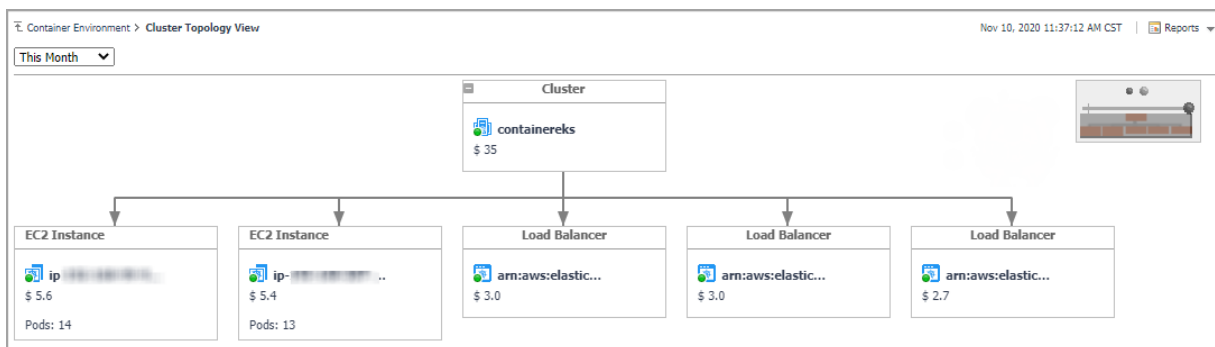 Container Environment > Cluster Topology View
Nov 10, 2020 11:37:12 AM CST | Reports
This Month
Cluster
containereks
$ 35
EC2 Instance
ip
$ 5.6
Pods: 14
EC2 Instance
ip-
$ 5.4
Pods: 13
Load Balancer
arn:aws:elastic...
$ 3.0
Load Balancer
arn:aws:elastic...
$ 3.0
Load Balancer
arn:aws:elastic...
$ 2.7